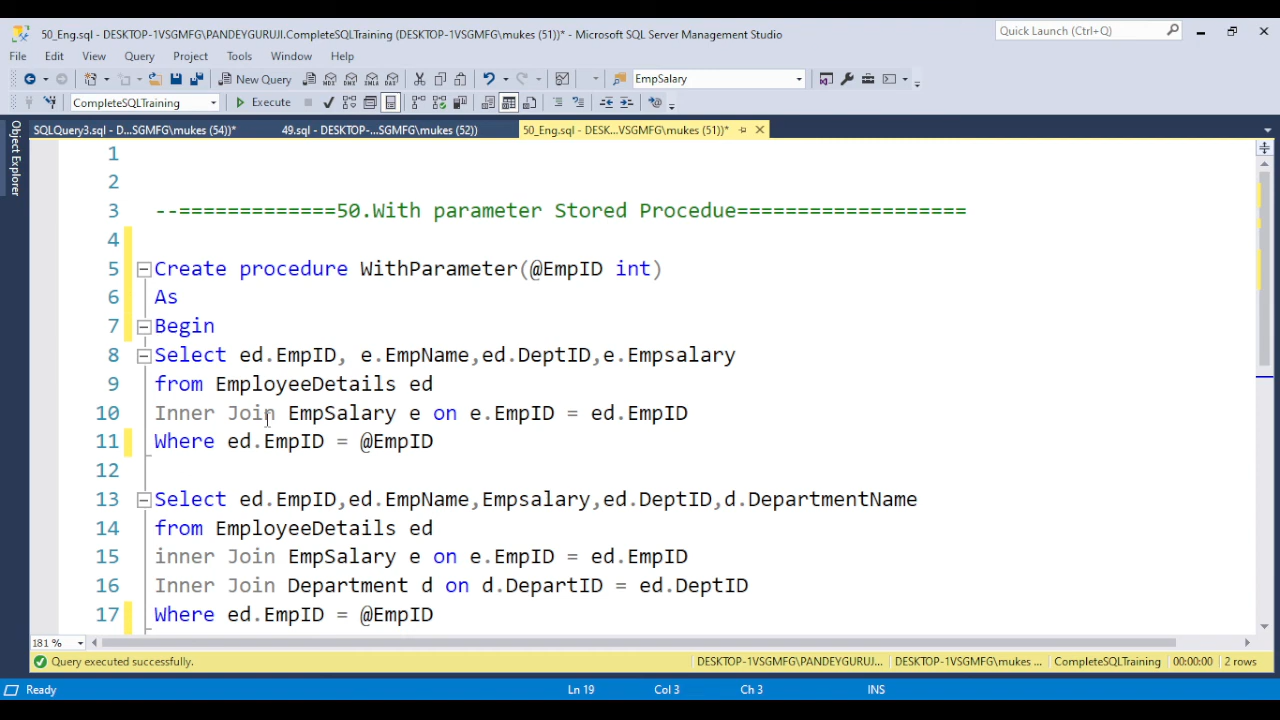 50_Eng.sql - DESKTOP-1VSGMFG\PANDEYGURUJI.CompleteSQLTraining (DESKTOP-1VSGMFG\mukes (51))* - Microsoft SQL Server Management Studio
Quick Launch (Ctrl+Q)
File Edit View Query Project Tools Window Help
New Query EmpSalary
CompleteSQLTraining Execute
SQLQuery3.sql - D...SGMFG\mukes (54))* 49.sql - DESKTOP-...SGMFG\mukes (52)) 50_Eng.sql - DESK...VSGMFG\mukes (51))*
Object Explorer
1
2
3 --=============50.With parameter Stored Procedue===================
4
5 Create procedure WithParameter(@EmpID int)
6 As
7 Begin
8 Select ed.EmpID, e.EmpName,ed.DeptID,e.Empsalary
9 from EmployeeDetails ed
10 Inner Join EmpSalary e on e.EmpID = ed.EmpID
11 Where ed.EmpID = @EmpID
12
13 Select ed.EmpID,ed.EmpName,Empsalary,ed.DeptID,d.DepartmentName
14 from EmployeeDetails ed
15 inner Join EmpSalary e on e.EmpID = ed.EmpID
16 Inner Join Department d on d.DepartID = ed.DeptID
17 Where ed.EmpID = @EmpID
181 %
Query executed successfully. DESKTOP-1VSGMFG\PANDEYGURUJI... DESKTOP-1VSGMFG\mukes ... CompleteSQLTraining 00:00:00 2 rows
Ready Ln 19 Col 3 Ch 3 INS